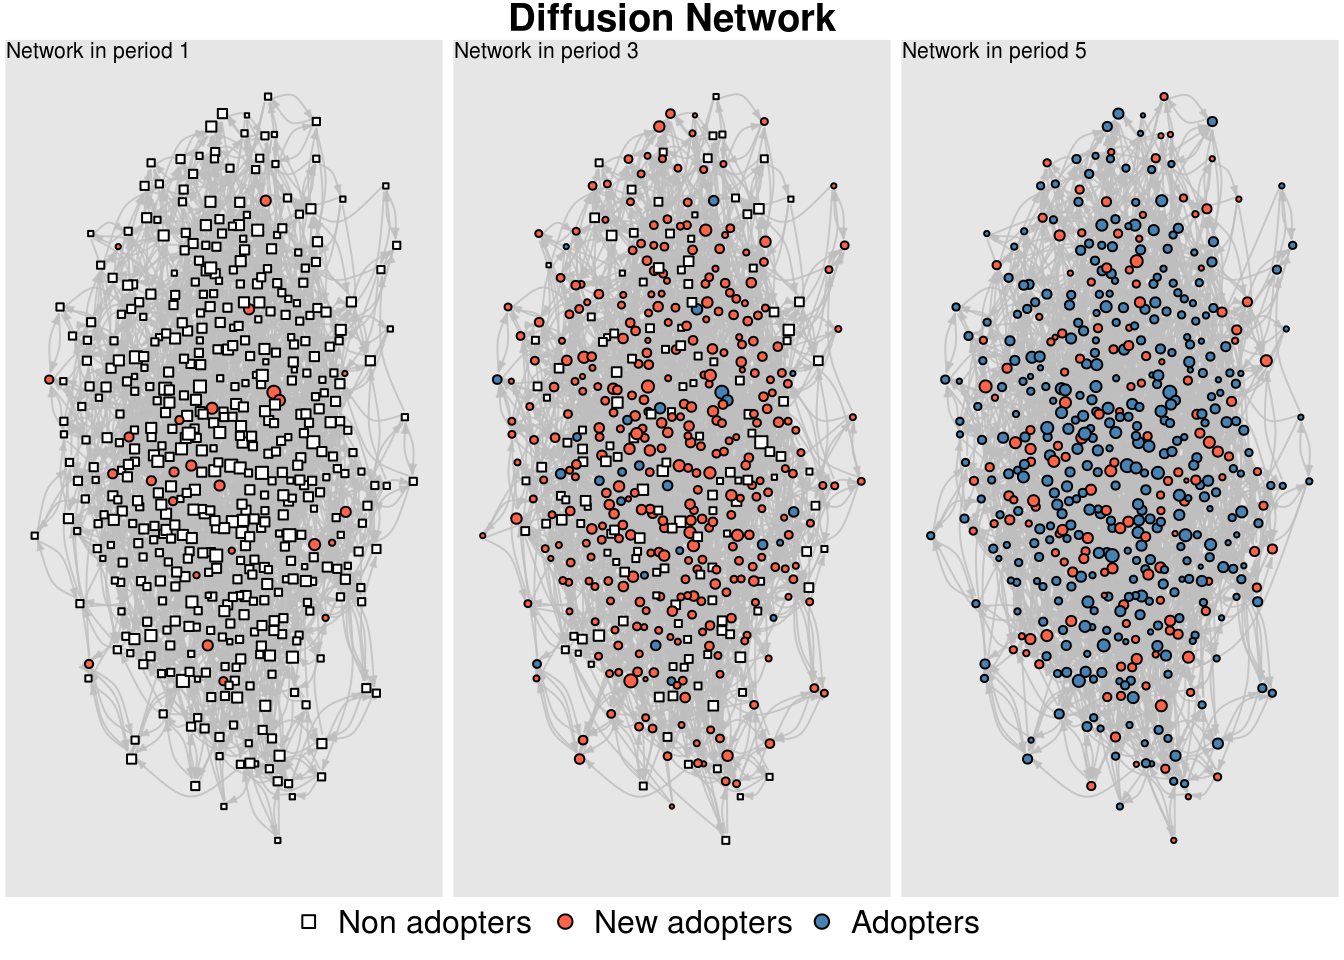 Diffusion Network
Network in period 1
Network in period 3
Network in period 5
Non adopters
New adopters
Adopters